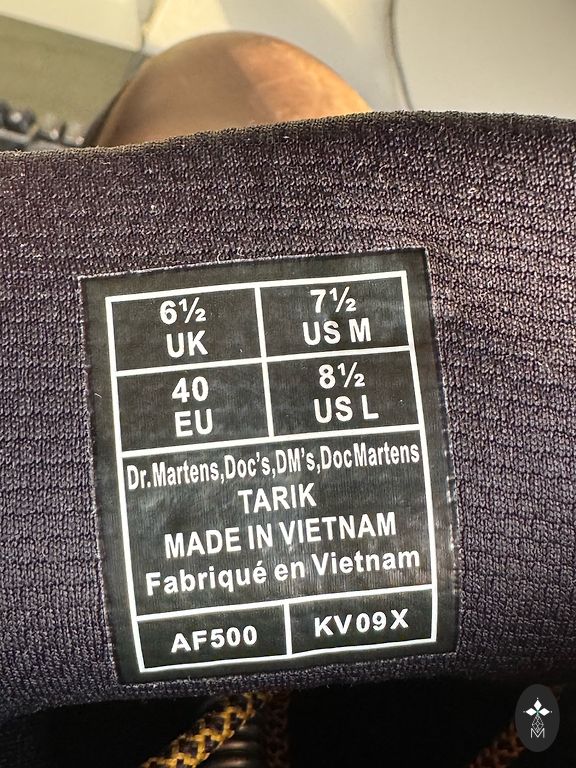 6½ UK
7½ US M
40 EU
8½ US L
Dr.Martens,Doc's,DM's,DocMartens
TARIK
MADE IN VIETNAM
Fabriqué en Vietnam
AF500
KV09X
M